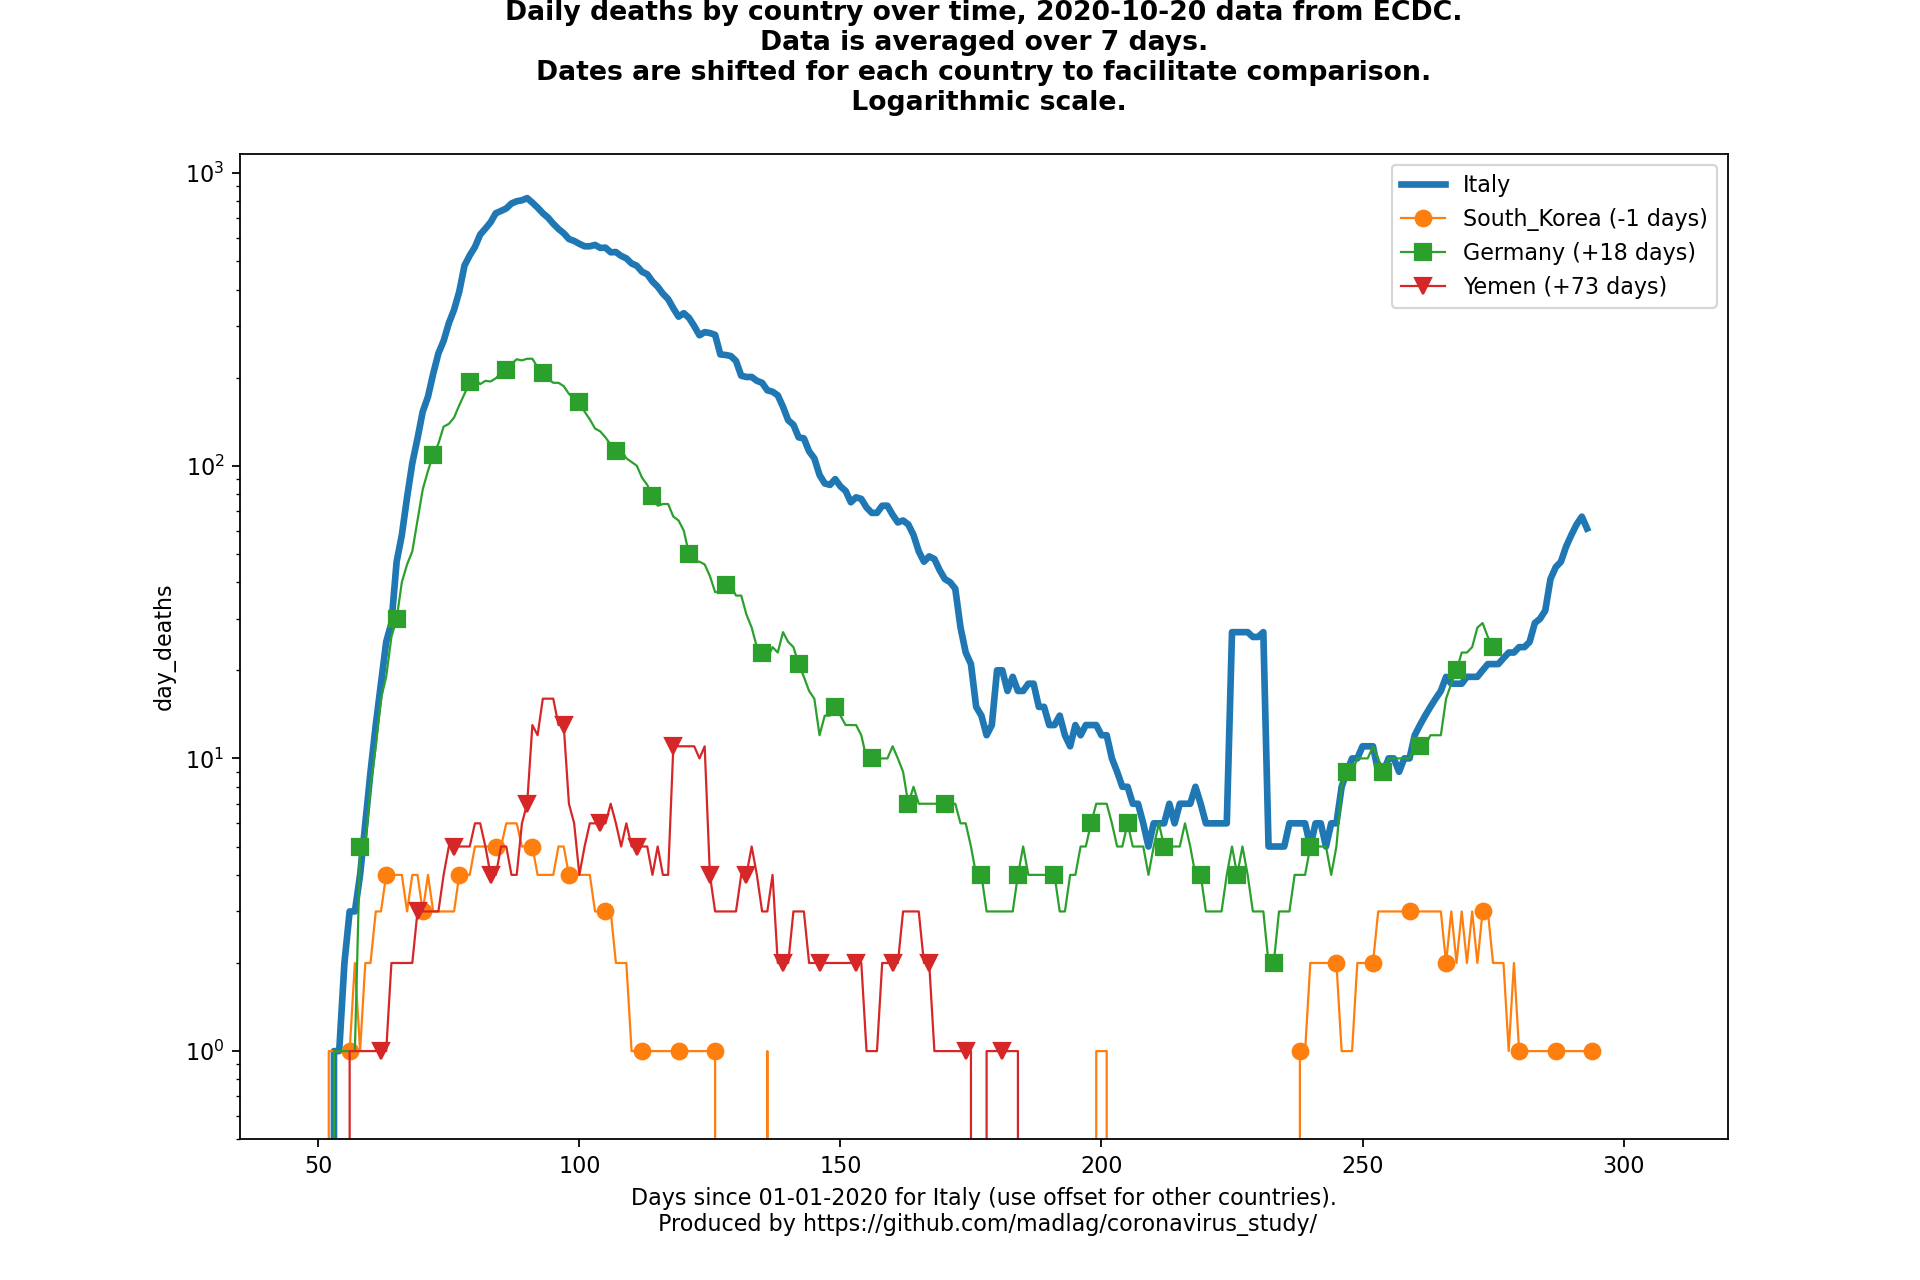 Daily deaths by country over time, 2020-10-20 data from ECDC.
Data is averaged over 7 days.
Dates are shifted for each country to facilitate comparison.
Logarithmic scale.
10³
10²
10¹
10⁰
day_deaths
Italy
South_Korea (-1 days)
Germany (+18 days)
Yemen (+73 days)
50 100 150 200 250 300
Days since 01-01-2020 for Italy (use offset for other countries).
Produced by https://github.com/madlag/coronavirus_study/